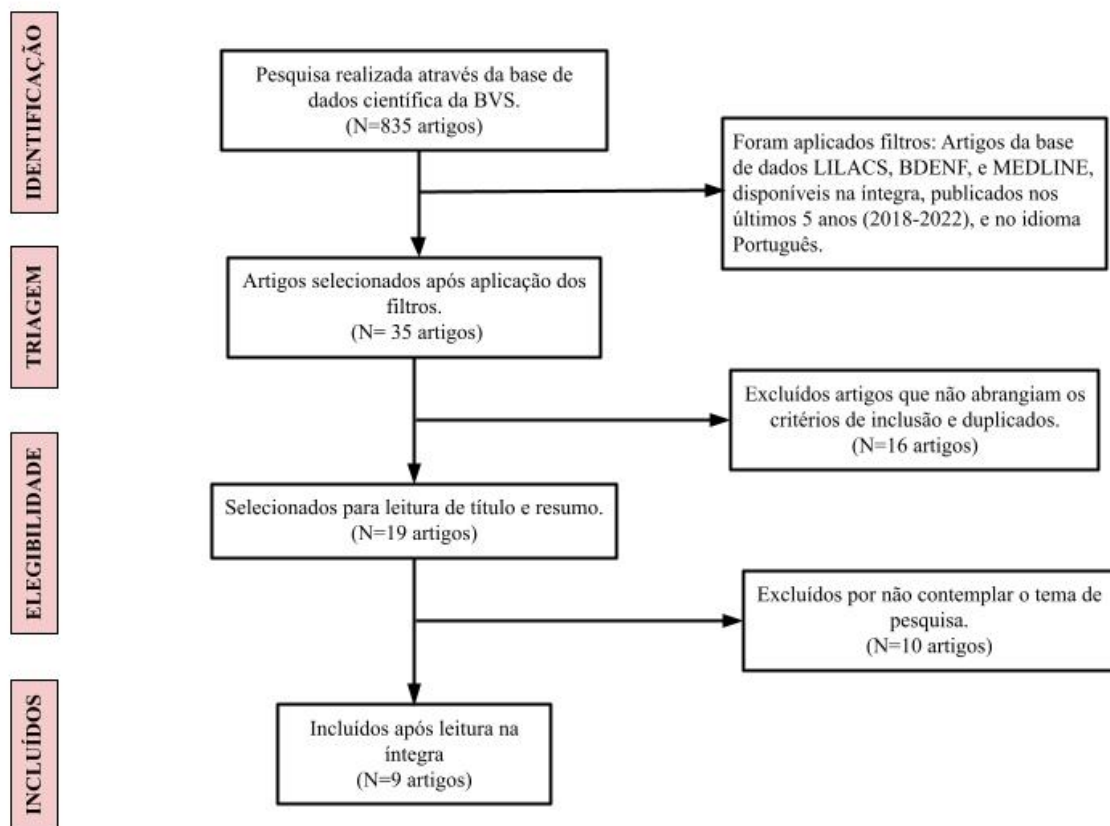 IDENTIFICAÇÃO
Pesquisa realizada através da base de
dados científica da BVS.
(N=835 artigos)
Foram aplicados filtros: Artigos da base
de dados LILACS, BDENF, e MEDLINE,
disponíveis na íntegra, publicados nos
últimos 5 anos (2018-2022), e no idioma
Português.
TRIAGEM
Artigos selecionados após aplicação dos
filtros.
(N= 35 artigos)
Excluídos artigos que não abrangiam os
critérios de inclusão e duplicados.
(N=16 artigos)
ELEGIBILIDADE
Selecionados para leitura de título e resumo.
(N=19 artigos)
Excluídos por não contemplar o tema de
pesquisa.
(N=10 artigos)
INCLUÍDOS
Incluídos após leitura na
íntegra
(N=9 artigos)